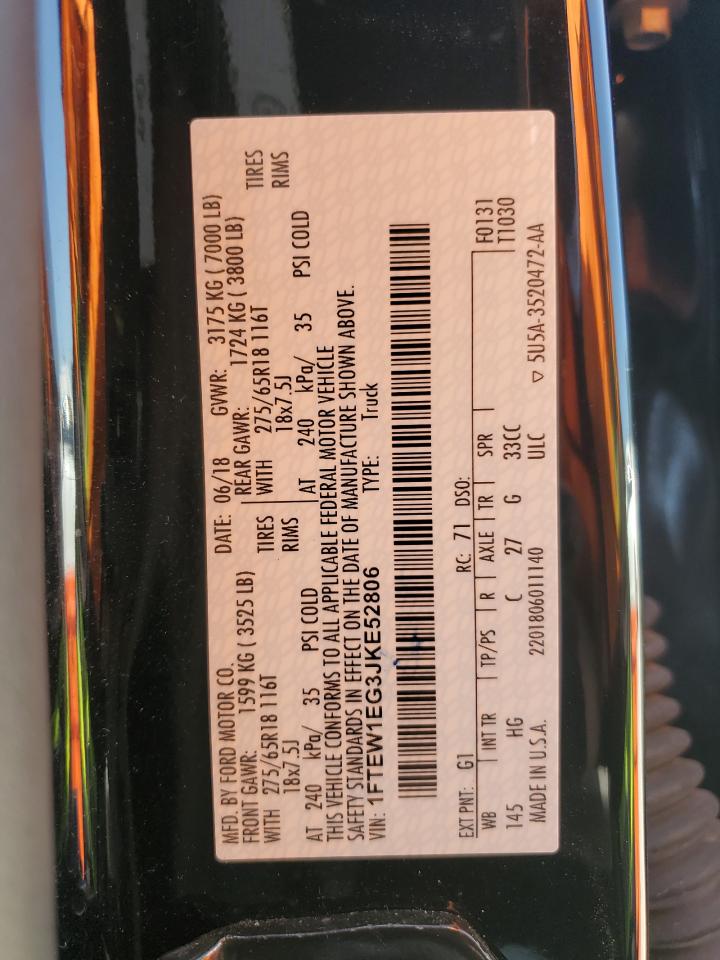 MFD. BY FORD MOTOR CO.
DATE: 06/18 GVWR: 3175 KG ( 7000 LB)
FRONT GAWR: 1599 KG ( 3525 LB)
REAR GAWR: 1724 KG ( 3800 LB)
WITH 275/65R18 116T TIRES
WITH 275/65R18 116T TIRES
18x7.5J RIMS
18x7.5J RIMS
AT 240 kPa/ 35 PSI COLD
AT 240 kPa/ 35 PSI COLD
THIS VEHICLE CONFORMS TO ALL APPLICABLE FEDERAL MOTOR VEHICLE
SAFETY STANDARDS IN EFFECT ON THE DATE OF MANUFACTURE SHOWN ABOVE.
VIN: 1FTEW1EG3JKE52806 TYPE: Truck
EXT PNT: G1 RC: 71 DSO: F0131
WB INT TR TP/PS R AXLE TR SPR T1030
145 HG C 27 G 33CC
MADE IN U.S.A. 2201806011140 ULC ▽ 5U5A-3520472-AA